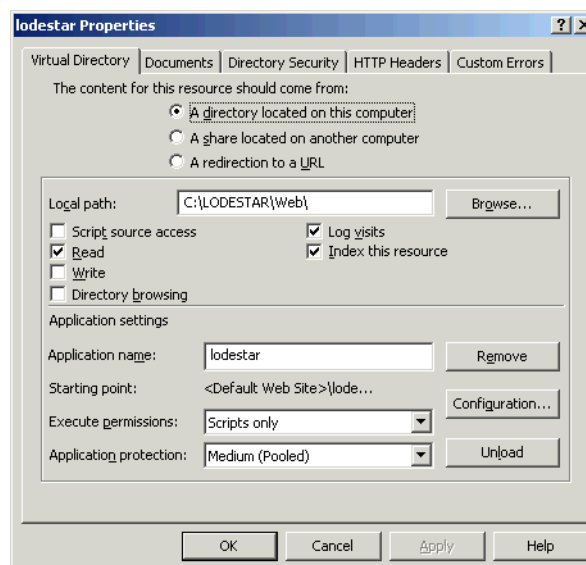 lodestar Properties
Virtual Directory Documents Directory Security HTTP Headers Custom Errors
The content for this resource should come from:
A directory located on this computer
A share located on another computer
A redirection to a URL
Local path: C:\LODESTAR\Web\ Browse...
Script source access Log visits
Read Index this resource
Write
Directory browsing
Application settings
Application name: lodestar Remove
Starting point: <Default Web Site>\lode...
Configuration...
Execute permissions: Scripts only
Application protection: Medium (Pooled) Unload
OK Cancel Apply Help